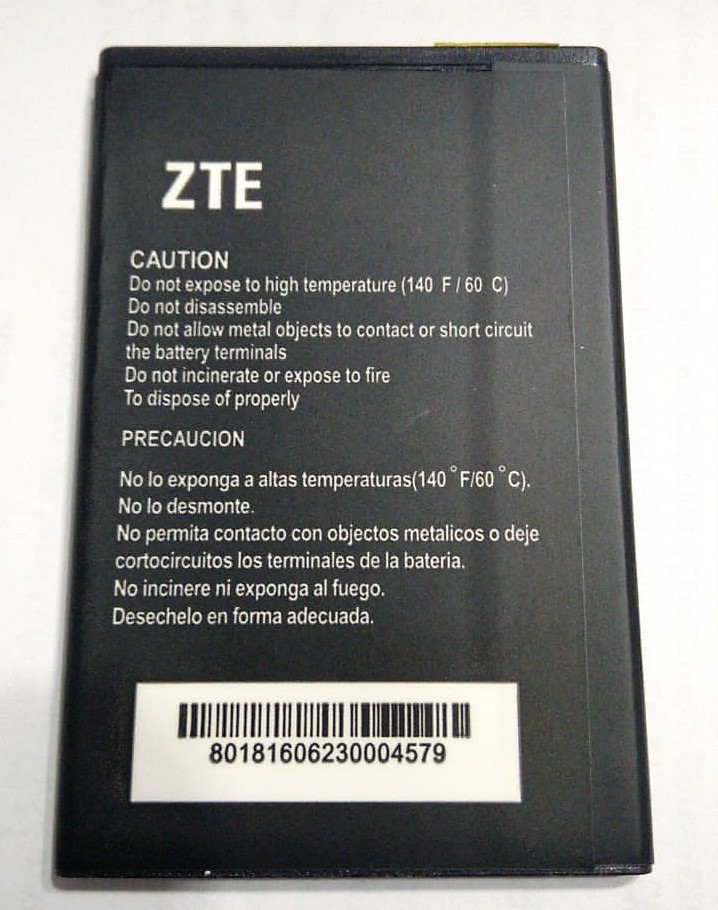 ZTE
CAUTION
Do not expose to high temperature (140 F / 60 C)
Do not disassemble
Do not allow metal objects to contact or short circuit
the battery terminals
Do not incinerate or expose to fire
To dispose of properly
PRECAUCION
No lo exponga a altas temperaturas(140 °F/60 °C).
No lo desmonte.
No permita contacto con objectos metalicos o deje
cortocircuitos los terminales de la bateria.
No incinere ni exponga al fuego.
Desechelo en forma adecuada.
80181606230004579